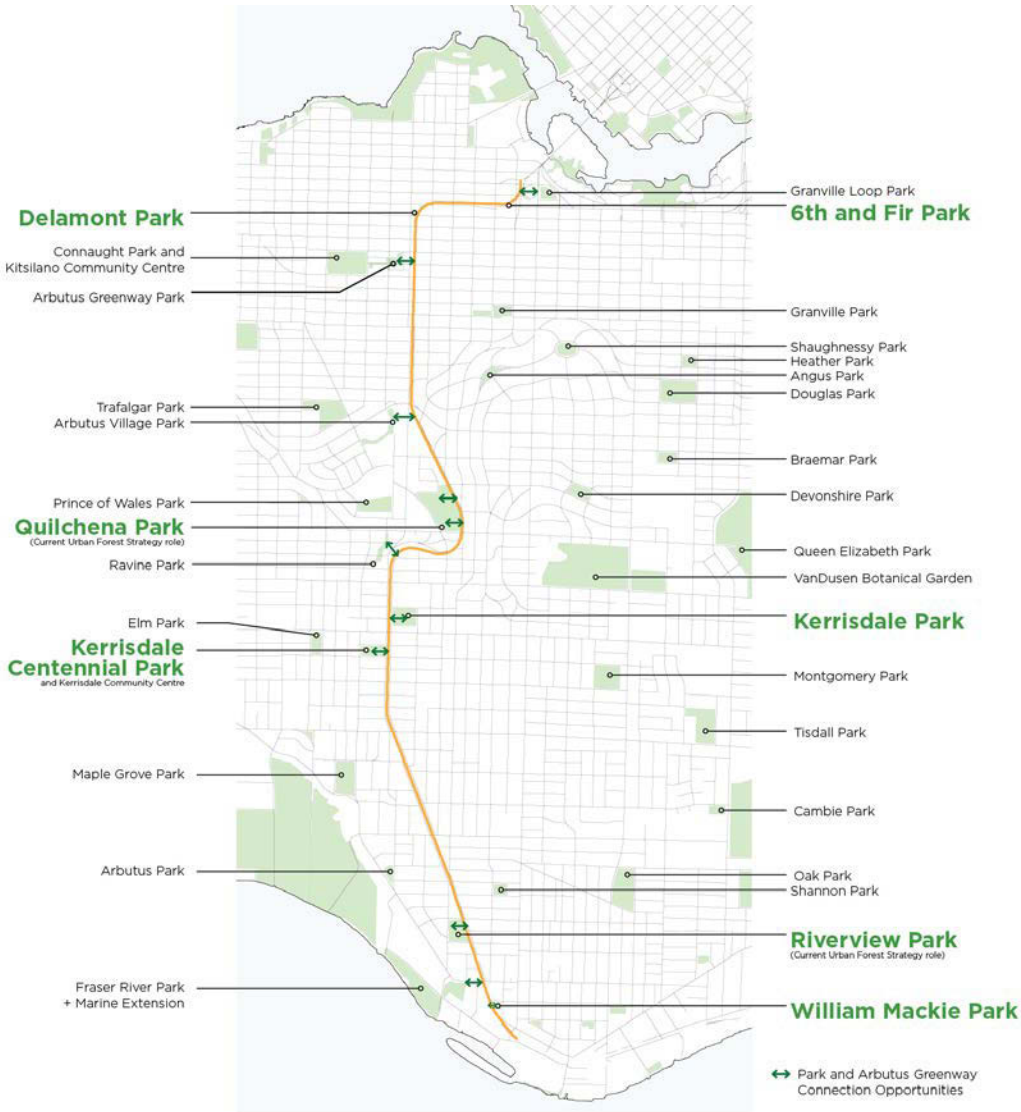 Delamont Park
Connaught Park and
Kitsilano Community Centre
Arbutus Greenway Park
Trafalgar Park
Arbutus Village Park
Prince of Wales Park
Quilchena Park
(Current Urban Forest Strategy role)
Ravine Park
Elm Park
Kerrisdale
Centennial Park
and Kerrisdale Community Centre
Maple Grove Park
Arbutus Park
Fraser River Park
+ Marine Extension
Granville Loop Park
6th and Fir Park
Granville Park
Shaughnessy Park
Heather Park
Angus Park
Douglas Park
Braemar Park
Devonshire Park
Queen Elizabeth Park
VanDusen Botanical Garden
Kerrisdale Park
Montgomery Park
Tisdall Park
Cambie Park
Oak Park
Shannon Park
Riverview Park
(Current Urban Forest Strategy role)
William Mackie Park
Park and Arbutus Greenway
Connection Opportunities